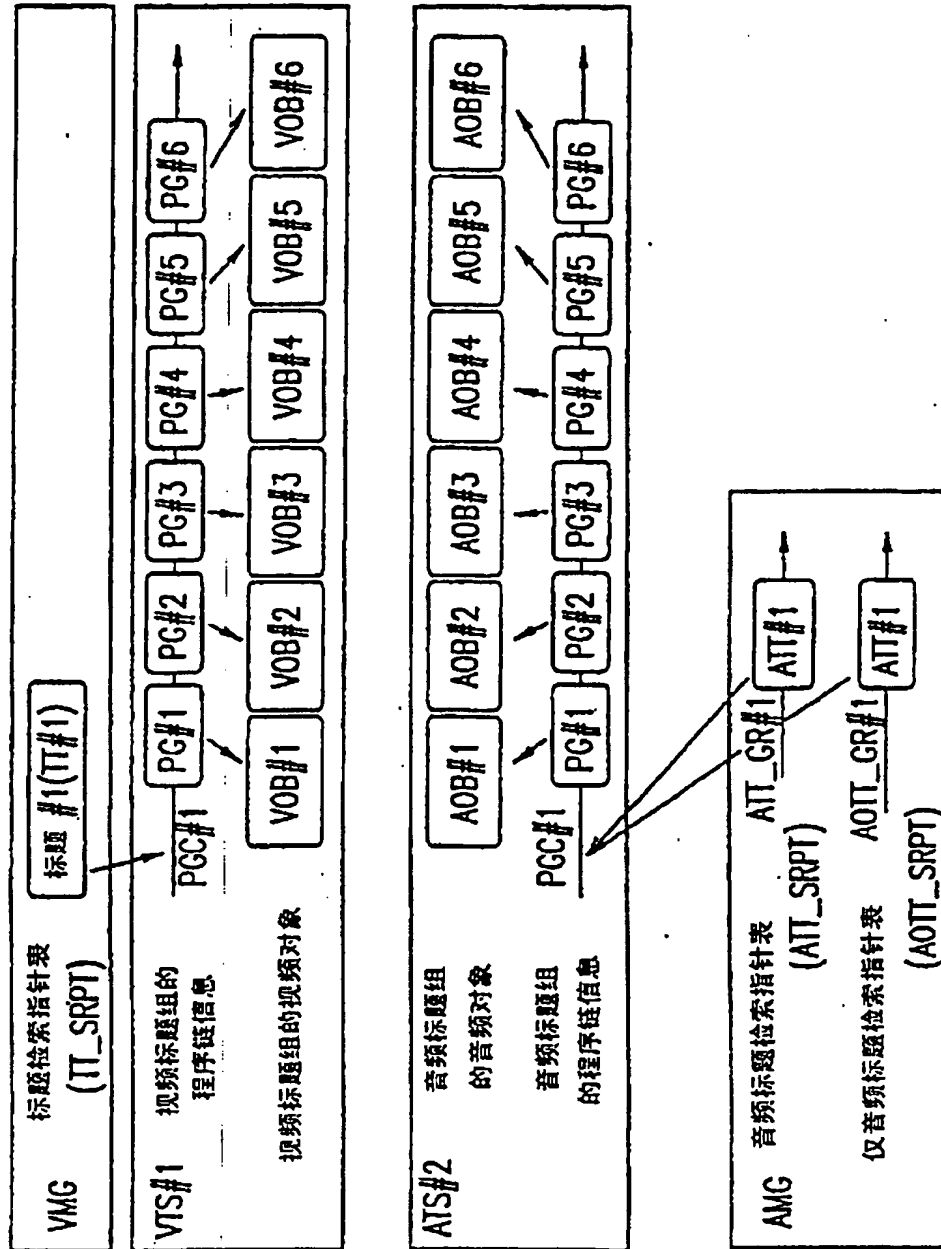 VMG
标题检索指针表
(TT_SRPT)
标题 #1(TT#1)
VTS#1
视频标题组的
程序链信息
PGC#1
PG#1
PG#2
PG#3
PG#4
PG#5
PG#6
视频标题组的视频对象
VOB#1
VOB#2
VOB#3
VOB#4
VOB#5
VOB#6
ATS#2
音频标题组
的音频对象
AOB#1
AOB#2
AOB#3
AOB#4
AOB#5
AOB#6
音频标题组
的程序链信息
PGC#1
PG#1
PG#2
PG#3
PG#4
PG#5
PG#6
AMG
音频标题检索指针表
(ATT_SRPT)
ATT_GR#1
ATT#1
仅音频标题检索指针表
(AOTT_SRPT)
AOTT_GR#1
ATT#1